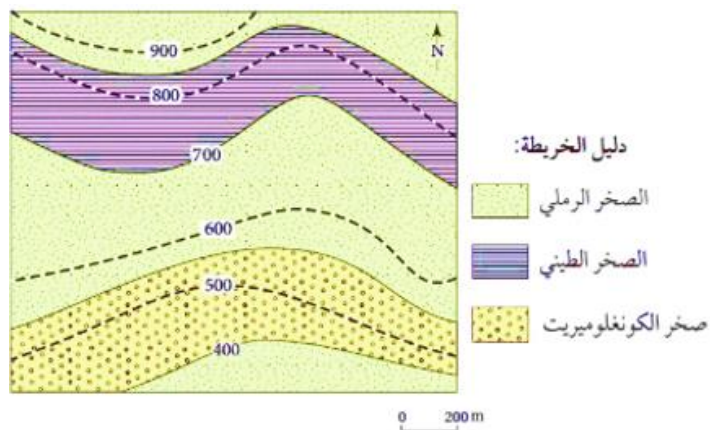 N
900
800
700
600
500
400
دليل الخريطة:
الصخر الرملي
الصخر الطيني
صخر الكونغلوميريت
0 200 m